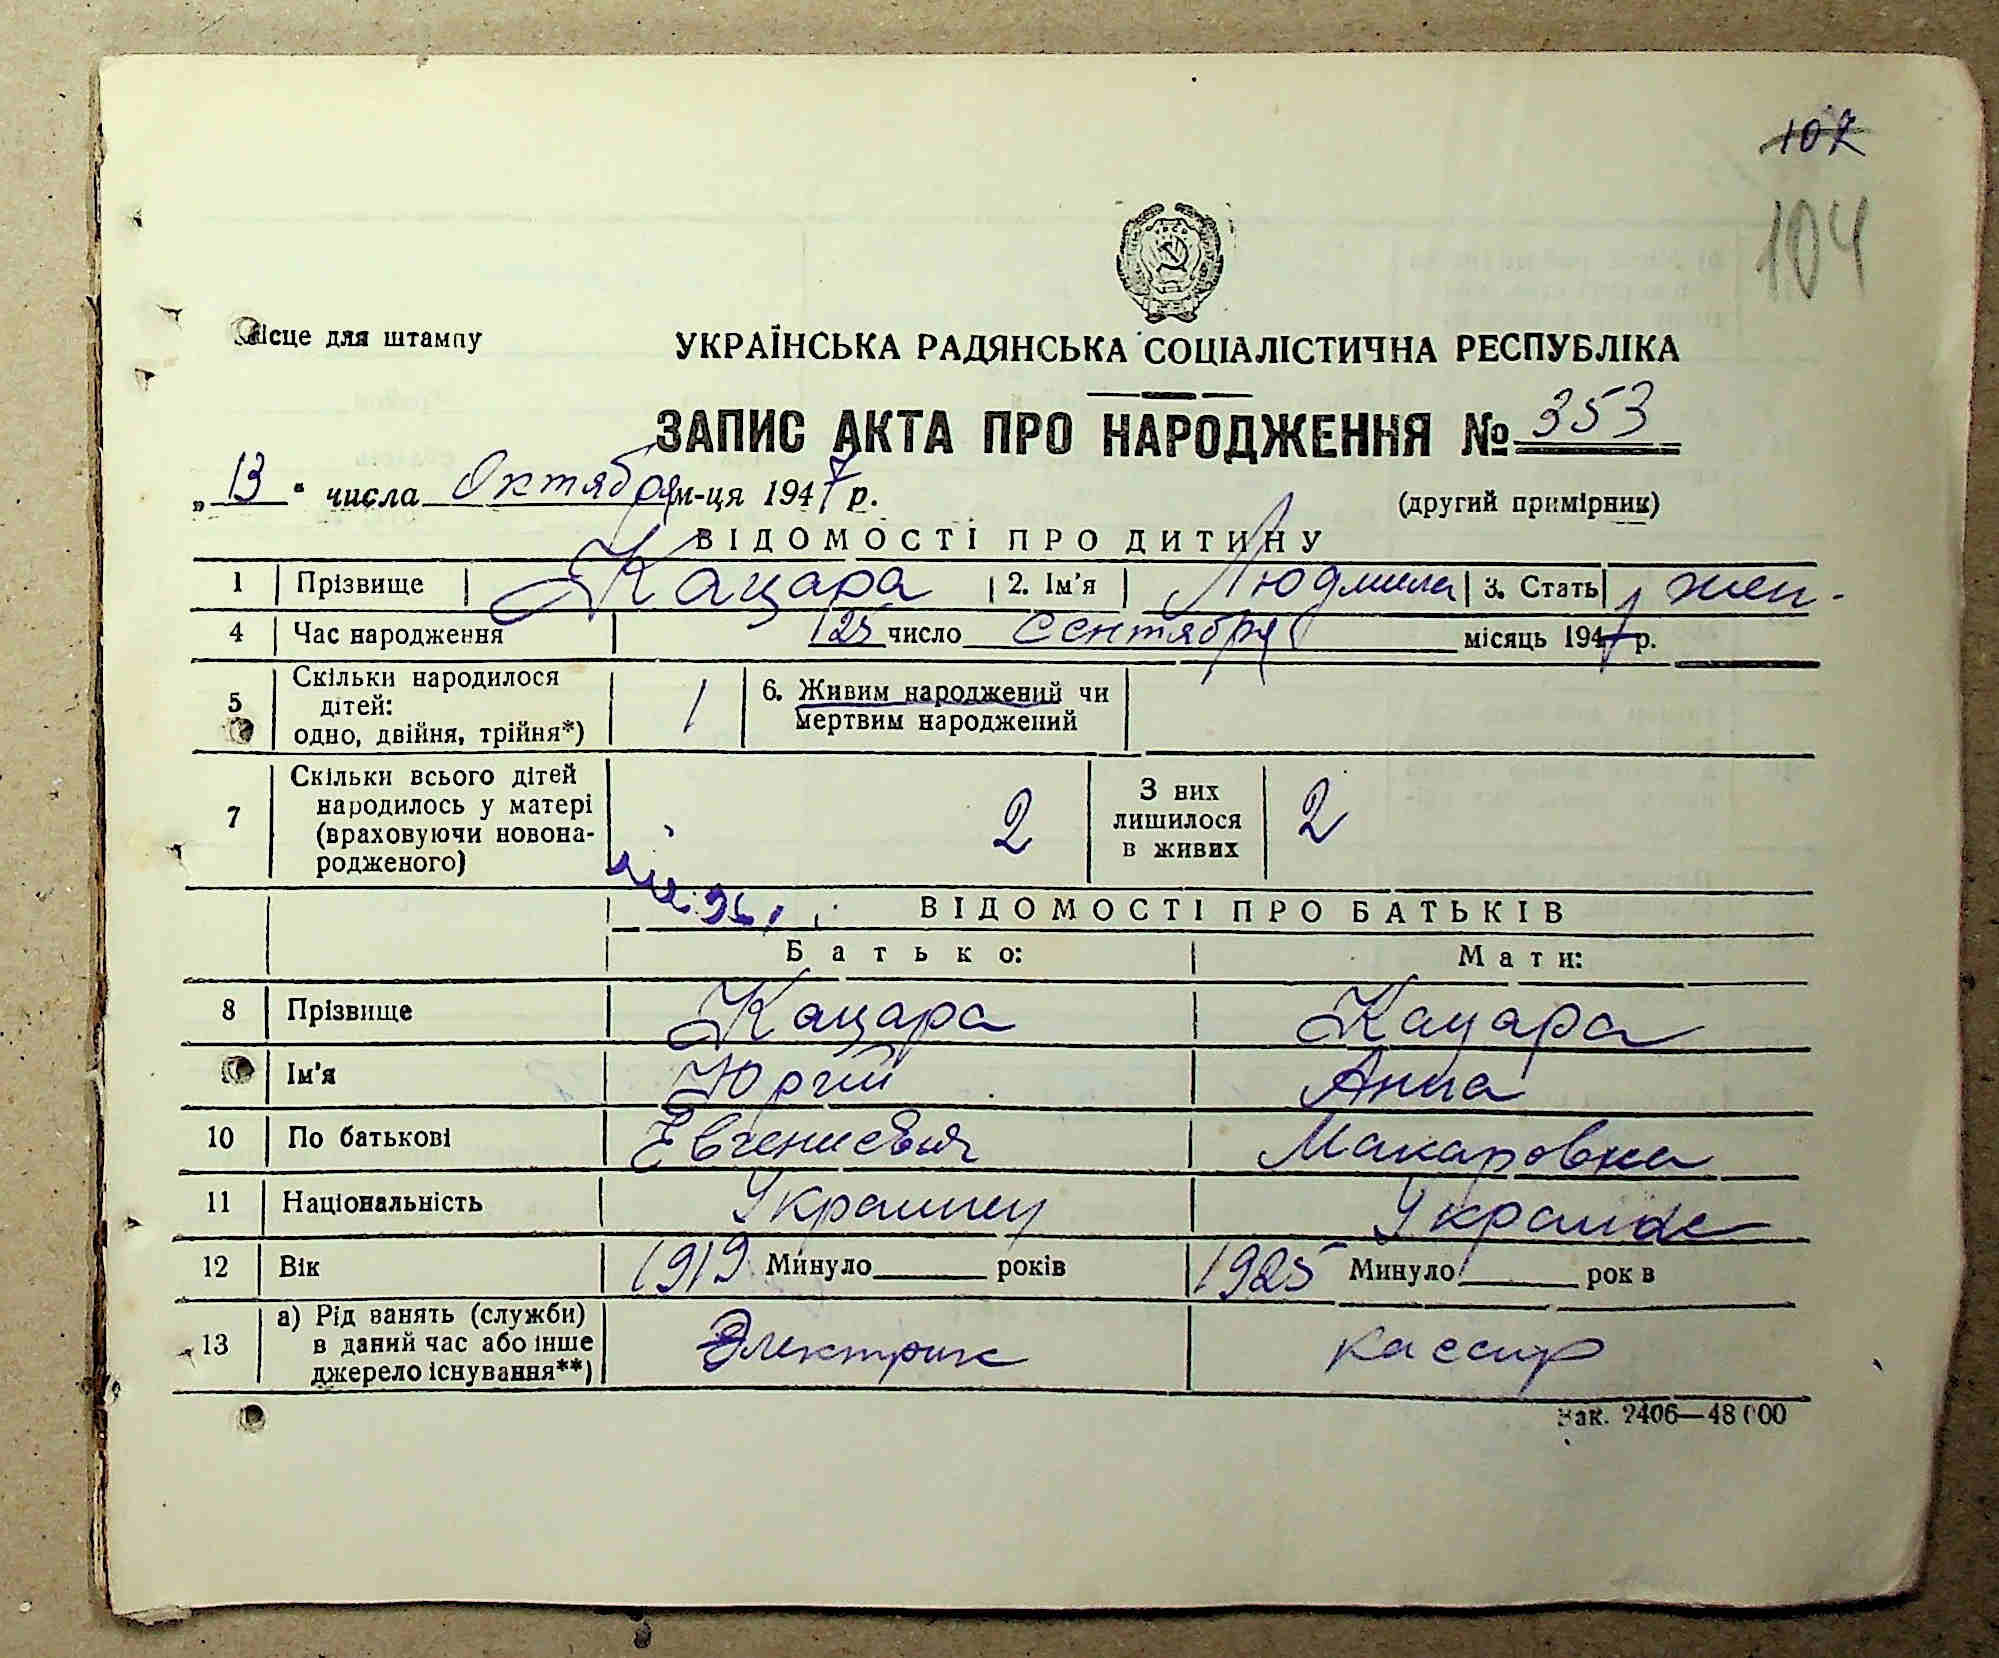 107
104
Місце для штампу
УКРАЇНСЬКА РАДЯНСЬКА СОЦІАЛІСТИЧНА РЕСПУБЛІКА
ЗАПИС АКТА ПРО НАРОДЖЕННЯ № 353
„13“ числа Октября м-ця 1947 р. (другий примірник)
ВІДОМОСТІ ПРО ДИТИНУ
1 Прізвище Кацара 2. Ім'я Людмила 3. Стать жен.
4 Час народження 25 число Сентября місяць 1947 р.
5 Скільки народилося дітей: одно, двійня, трійня*) 1 6. Живим народжений чи мертвим народжений
7 Скільки всього дітей народилось у матері (враховуючи новонародженого) 2 З них лишилося в живих 2
ВІДОМОСТІ ПРО БАТЬКІВ
Батько: Мати:
8 Прізвище Кацара Кацара
Ім'я Юрий Анна
10 По батькові Евгениевич Макаровна
11 Національність Украинец Украинка
12 Вік 1919 Минуло рокiв 1925 Минуло рок в
13 а) Рід занять (служби) в даний час або інше джерело існування**) Электрик кассир
Зак. 2406—48000